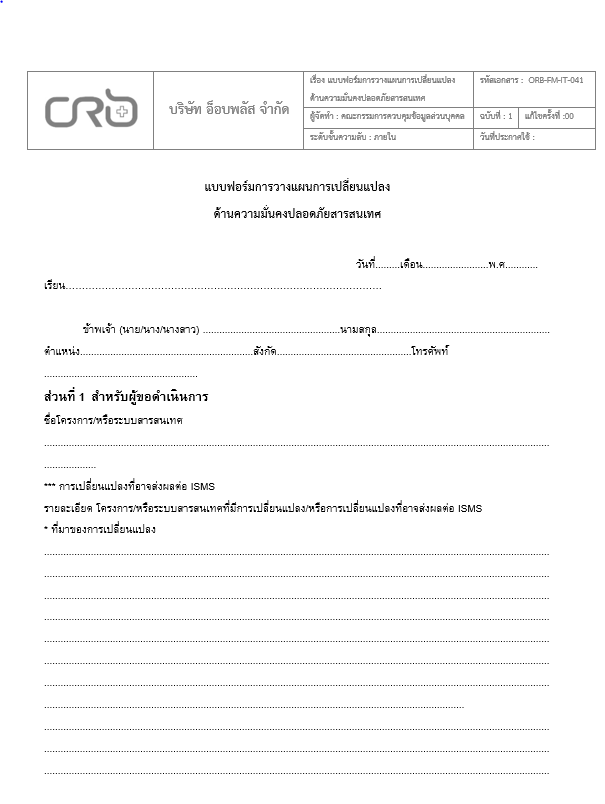 ORb
บริษัท อ็อบพลัส จำกัด
เรื่อง แบบฟอร์มการวางแผนการเปลี่ยนแปลง
ด้านความมั่นคงปลอดภัยสารสนเทศ
รหัสเอกสาร : ORB-FM-IT-041
ผู้จัดทำ : คณะกรรมการควบคุมข้อมูลส่วนบุคคล
ฉบับที่ : 1 แก้ไขครั้งที่ :00
ระดับชั้นความลับ : ภายใน
วันที่ประกาศใช้ :
แบบฟอร์มการวางแผนการเปลี่ยนแปลง
ด้านความมั่นคงปลอดภัยสารสนเทศ
วันที่.........เดือน........................พ.ศ............
เรียน................................................................................................
ข้าพเจ้า (นาย/นาง/นางสาว) ..................................................นามสกุล...............................................................
ตำแหน่ง...............................................................สังกัด.................................................โทรศัพท์
........................................................
ส่วนที่ 1 สำหรับผู้ขอดำเนินการ
ชื่อโครงการ/หรือระบบสารสนเทศ
........................................................................................................................................................................................
...................
*** การเปลี่ยนแปลงที่อาจส่งผลต่อ ISMS
รายละเอียด โครงการ/หรือระบบสารสนเทศที่มีการเปลี่ยนแปลง/หรือการเปลี่ยนแปลงที่อาจส่งผลต่อ ISMS
* ที่มาของการเปลี่ยนแปลง
........................................................................................................................................................................................
........................................................................................................................................................................................
........................................................................................................................................................................................
........................................................................................................................................................................................
........................................................................................................................................................................................
........................................................................................................................................................................................
........................................................................................................................................................................................
.........................................................................................................................................................
........................................................................................................................................................................................
........................................................................................................................................................................................
........................................................................................................................................................................................